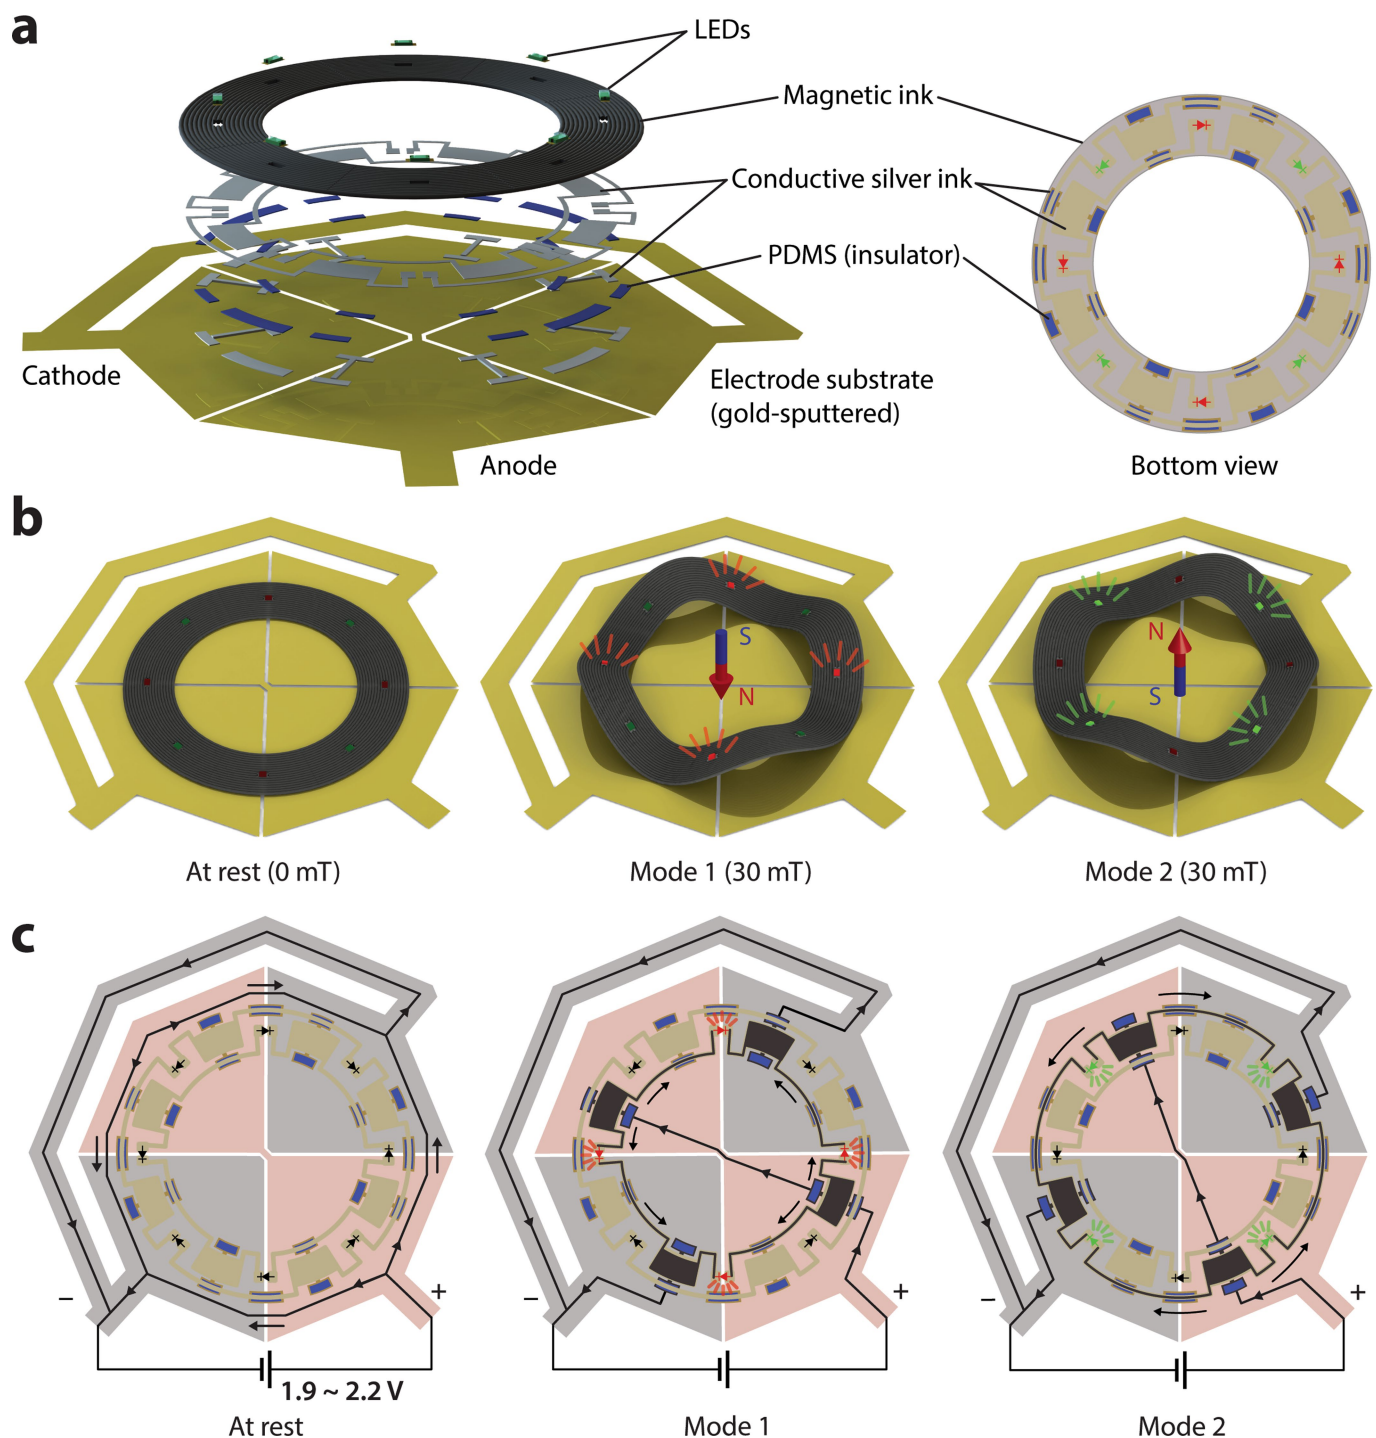 a
LEDs
Magnetic ink
Conductive silver ink
PDMS (insulator)
Cathode
Electrode substrate
(gold-sputtered)
Anode
Bottom view
b
S
N
N
S
At rest (0 mT)
Mode 1 (30 mT)
Mode 2 (30 mT)
c
–
+
–
+
–
+
1.9 ~ 2.2 V
At rest
Mode 1
Mode 2